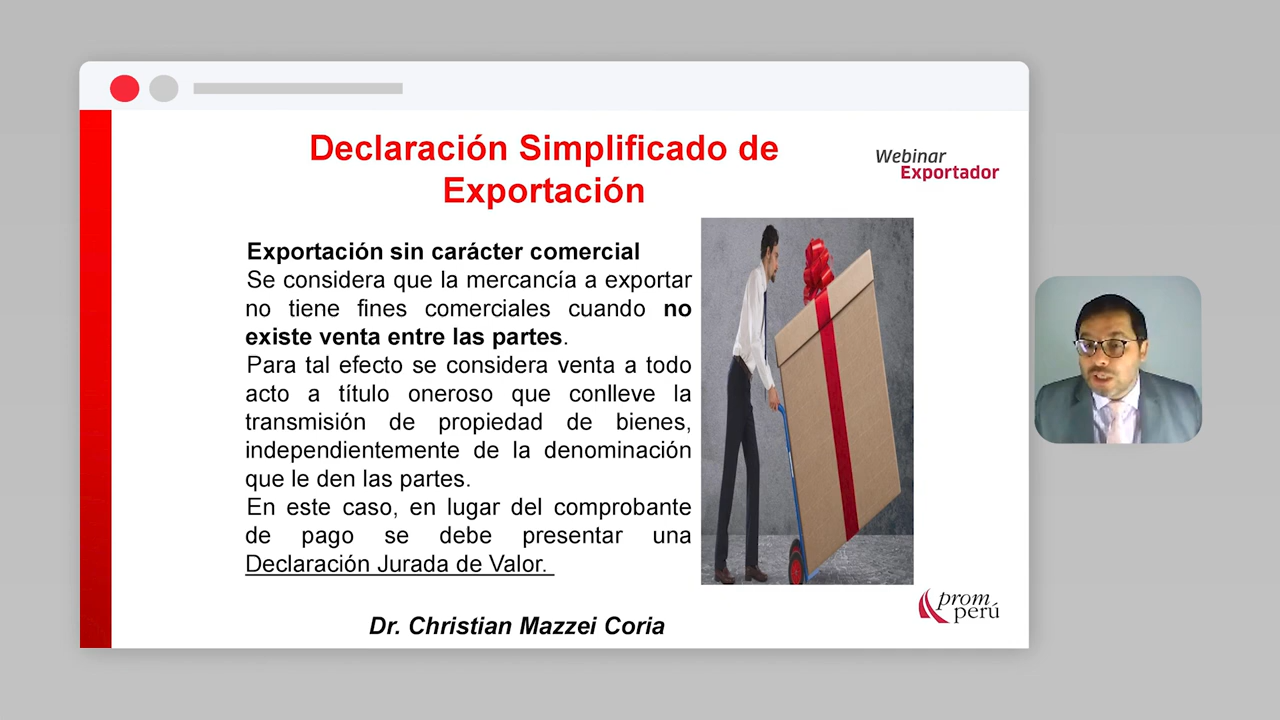 Declaración Simplificado de
Exportación
Webinar
Exportador
Exportación sin carácter comercial
Se considera que la mercancía a exportar
no tiene fines comerciales cuando no
existe venta entre las partes.
Para tal efecto se considera venta a todo
acto a título oneroso que conlleve la
transmisión de propiedad de bienes,
independientemente de la denominación
que le den las partes.
En este caso, en lugar del comprobante
de pago se debe presentar una
Declaración Jurada de Valor.
Dr. Christian Mazzei Coria
prom
perú